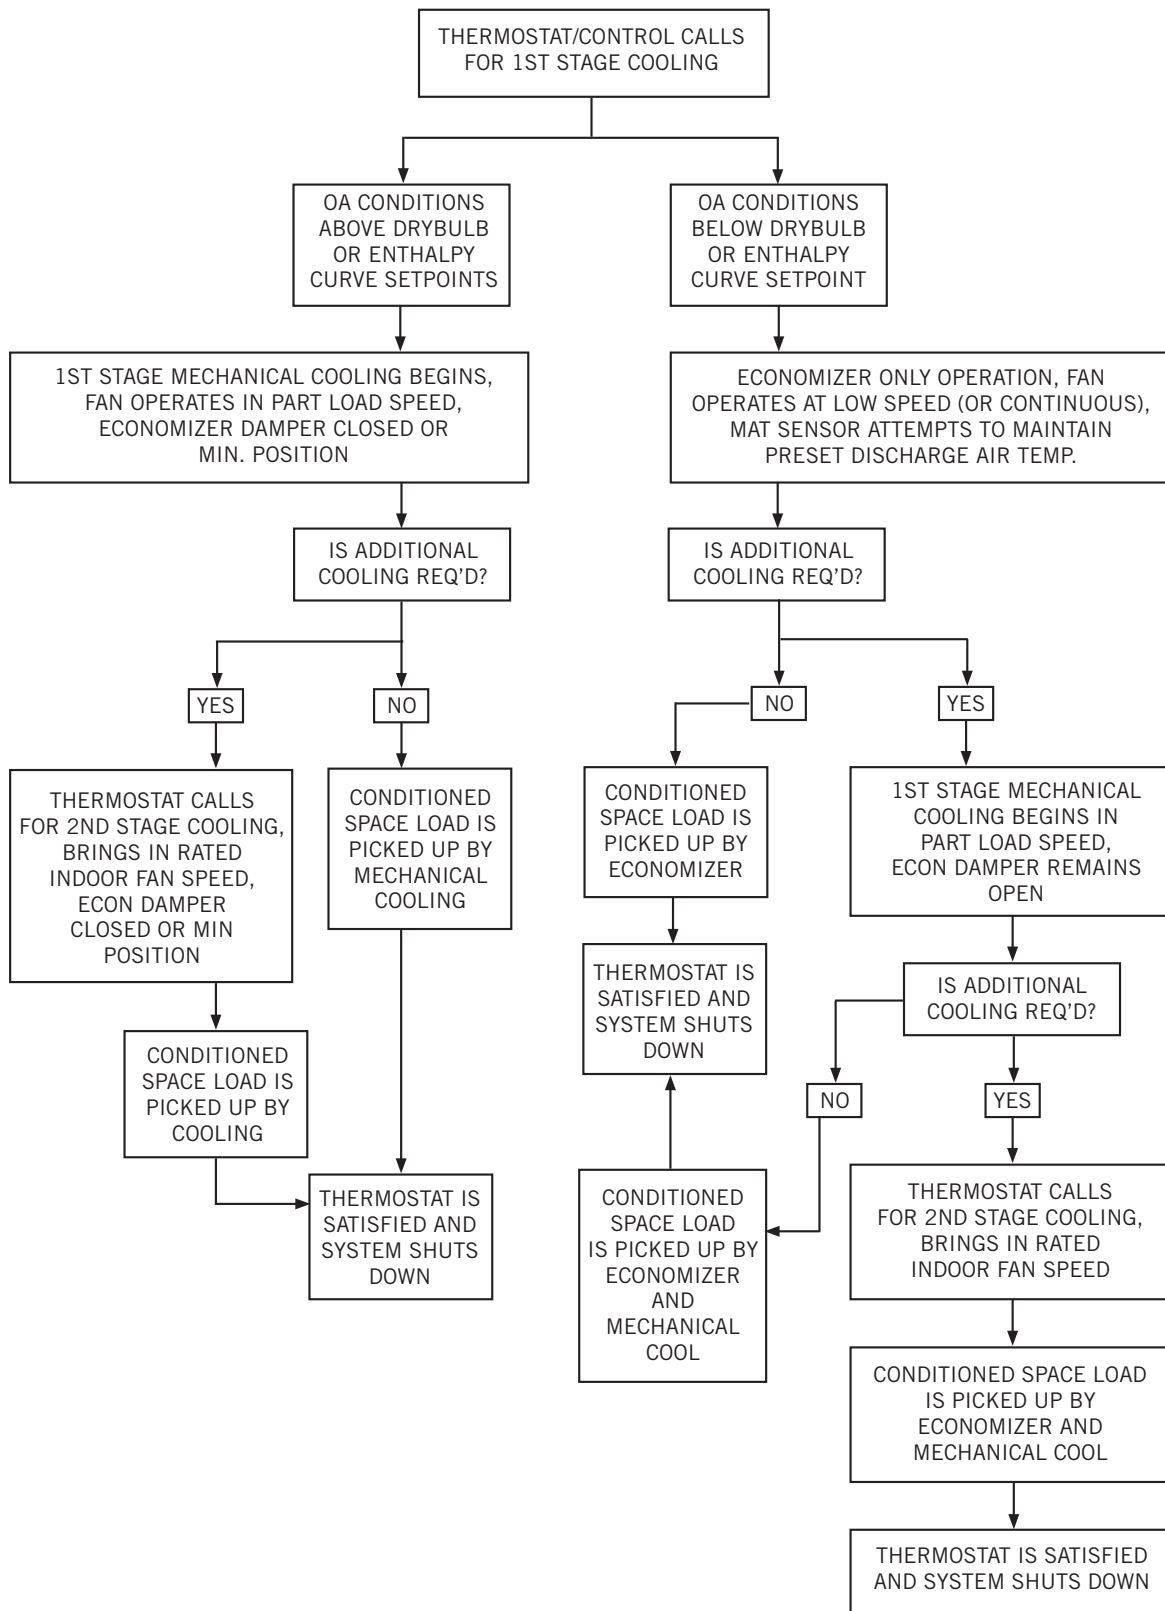 THERMOSTAT/CONTROL CALLS
FOR 1ST STAGE COOLING
OA CONDITIONS
ABOVE DRYBULB
OR ENTHALPY
CURVE SETPOINTS
OA CONDITIONS
BELOW DRYBULB
OR ENTHALPY
CURVE SETPOINT
1ST STAGE MECHANICAL COOLING BEGINS,
FAN OPERATES IN PART LOAD SPEED,
ECONOMIZER DAMPER CLOSED OR
MIN. POSITION
ECONOMIZER ONLY OPERATION, FAN
OPERATES AT LOW SPEED (OR CONTINUOUS),
MAT SENSOR ATTEMPTS TO MAINTAIN
PRESET DISCHARGE AIR TEMP.
IS ADDITIONAL
COOLING REQ’D?
IS ADDITIONAL
COOLING REQ’D?
YES
NO
NO
YES
THERMOSTAT CALLS
FOR 2ND STAGE COOLING,
BRINGS IN RATED
INDOOR FAN SPEED,
ECON DAMPER
CLOSED OR MIN
POSITION
CONDITIONED
SPACE LOAD IS
PICKED UP BY
MECHANICAL
COOLING
CONDITIONED
SPACE LOAD IS
PICKED UP BY
ECONOMIZER
1ST STAGE MECHANICAL
COOLING BEGINS IN
PART LOAD SPEED,
ECON DAMPER REMAINS
OPEN
THERMOSTAT IS
SATISFIED AND
SYSTEM SHUTS
DOWN
IS ADDITIONAL
COOLING REQ’D?
CONDITIONED
SPACE LOAD IS
PICKED UP BY
COOLING
NO
YES
THERMOSTAT IS
SATISFIED AND
SYSTEM SHUTS
DOWN
CONDITIONED
SPACE LOAD
IS PICKED UP BY
ECONOMIZER
AND
MECHANICAL
COOL
THERMOSTAT CALLS
FOR 2ND STAGE COOLING,
BRINGS IN RATED
INDOOR FAN SPEED
CONDITIONED SPACE LOAD
IS PICKED UP BY
ECONOMIZER AND
MECHANICAL COOL
THERMOSTAT IS SATISFIED
AND SYSTEM SHUTS DOWN